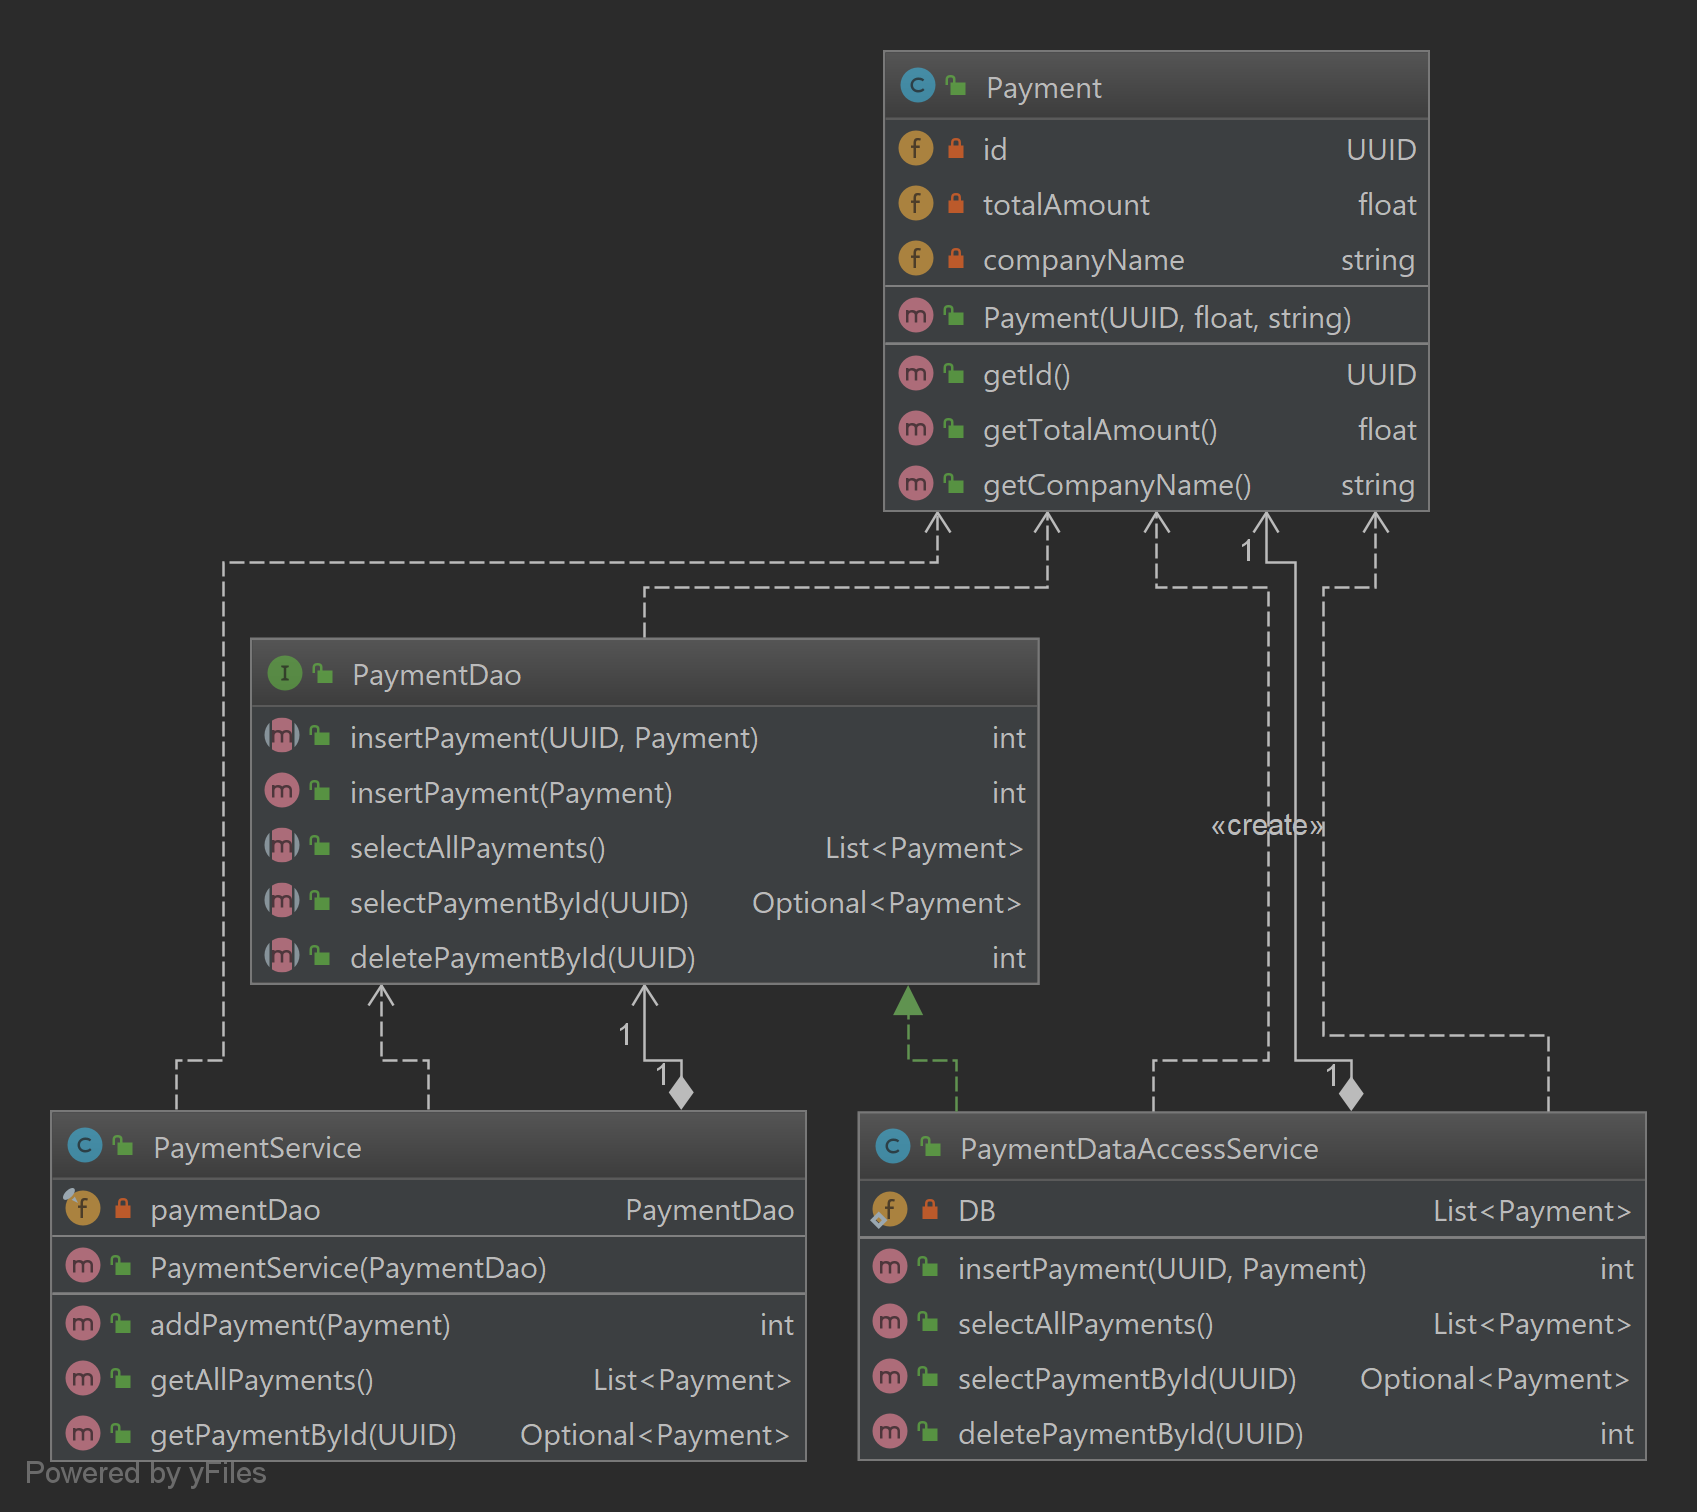 Payment
id UUID
totalAmount float
companyName string
Payment(UUID, float, string)
getId() UUID
getTotalAmount() float
getCompanyName() string
1
PaymentDao
insertPayment(UUID, Payment) int
insertPayment(Payment) int
selectAllPayments() List<Payment>
selectPaymentById(UUID) Optional<Payment>
deletePaymentById(UUID) int
«create»
1
1
1
PaymentService
paymentDao PaymentDao
PaymentService(PaymentDao)
addPayment(Payment) int
getAllPayments() List<Payment>
getPaymentById(UUID) Optional<Payment>
PaymentDataAccessService
DB List<Payment>
insertPayment(UUID, Payment) int
selectAllPayments() List<Payment>
selectPaymentById(UUID) Optional<Payment>
deletePaymentById(UUID) int
Powered by yFiles